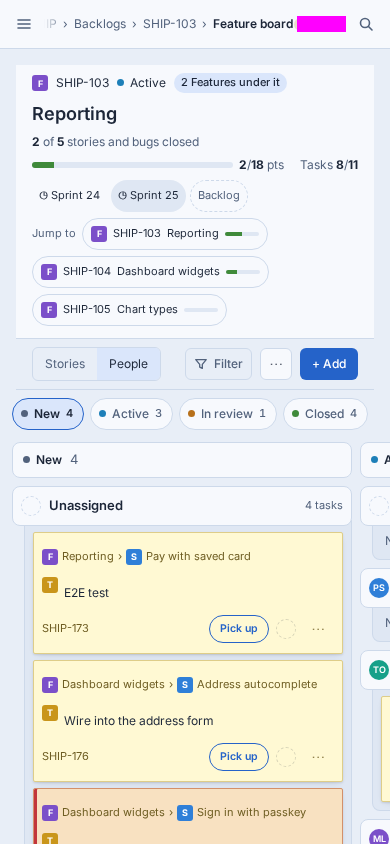 IP › Backlogs › SHIP-103 › Feature board
F SHIP-103 Active 2 Features under it
Reporting
2 of 5 stories and bugs closed
2/18 pts Tasks 8/11
Sprint 24 Sprint 25 Backlog
Jump to F SHIP-103 Reporting
F SHIP-104 Dashboard widgets
F SHIP-105 Chart types
Stories People Filter ... + Add
New 4 Active 3 In review 1 Closed 4
New 4 A
Unassigned 4 tasks
N
F Reporting › S Pay with saved card
T E2E test
PS
SHIP-173 Pick up ...
N
TO
F Dashboard widgets › S Address autocomplete
T Wire into the address form
SHIP-176 Pick up ...
F Dashboard widgets › S Sign in with passkey
T
ML